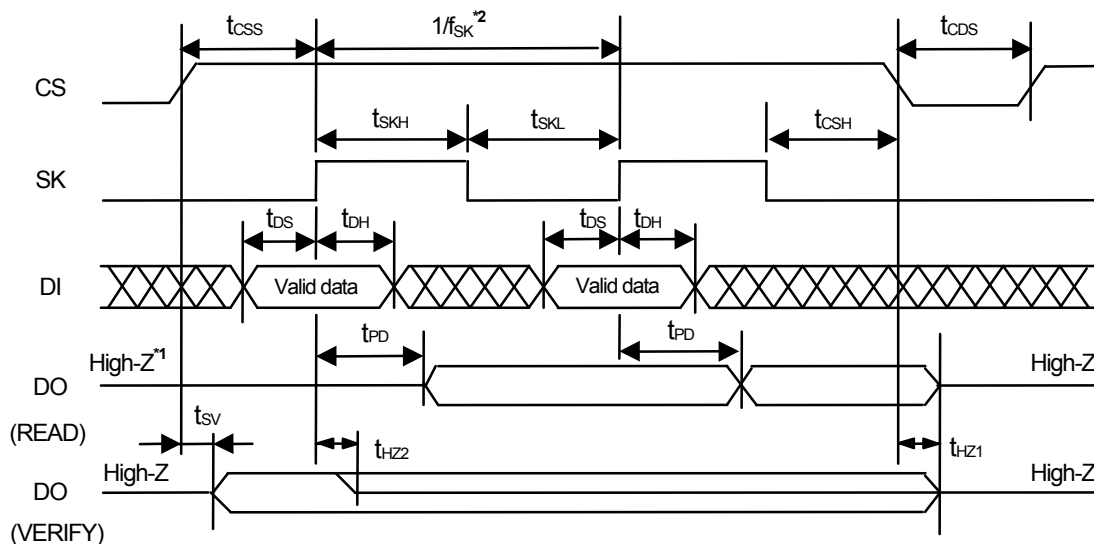 tCSS 1/fSK*2 tCDS
CS
tSKH tSKL tCSH
SK
tDS tDH tDS tDH
DI Valid data Valid data
tPD tPD
High-Z*1 High-Z
DO
(READ)
tSV tHZ2 tHZ1
High-Z High-Z
DO
(VERIFY)